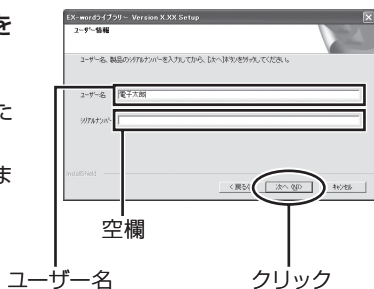 を
た
ま
EX-wordライブラリー Version X.XX Setup
ユーザー情報
ユーザー名、製品のシリアルナンバーを入力してから、[次へ]ボタンをクリックしてください。
ユーザー名
電子太郎
シリアルナンバー
InstallShield
< 戻る(B)
次へ(N) >
キャンセル
空欄
ユーザー名
クリック